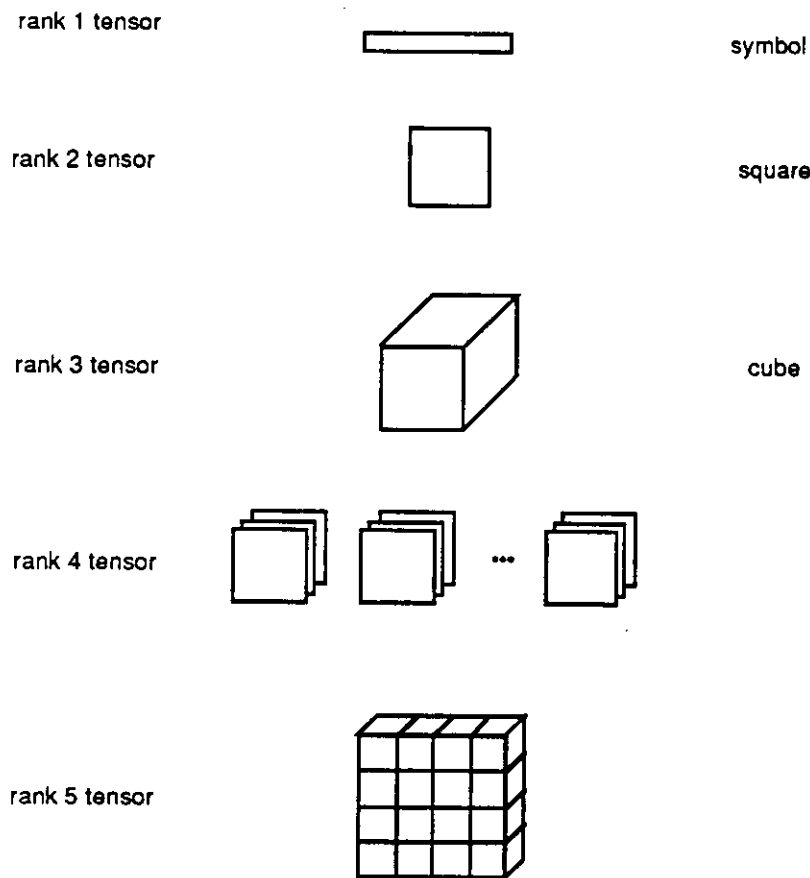 rank 1 tensor
symbol
rank 2 tensor
square
rank 3 tensor
cube
rank 4 tensor
...
rank 5 tensor